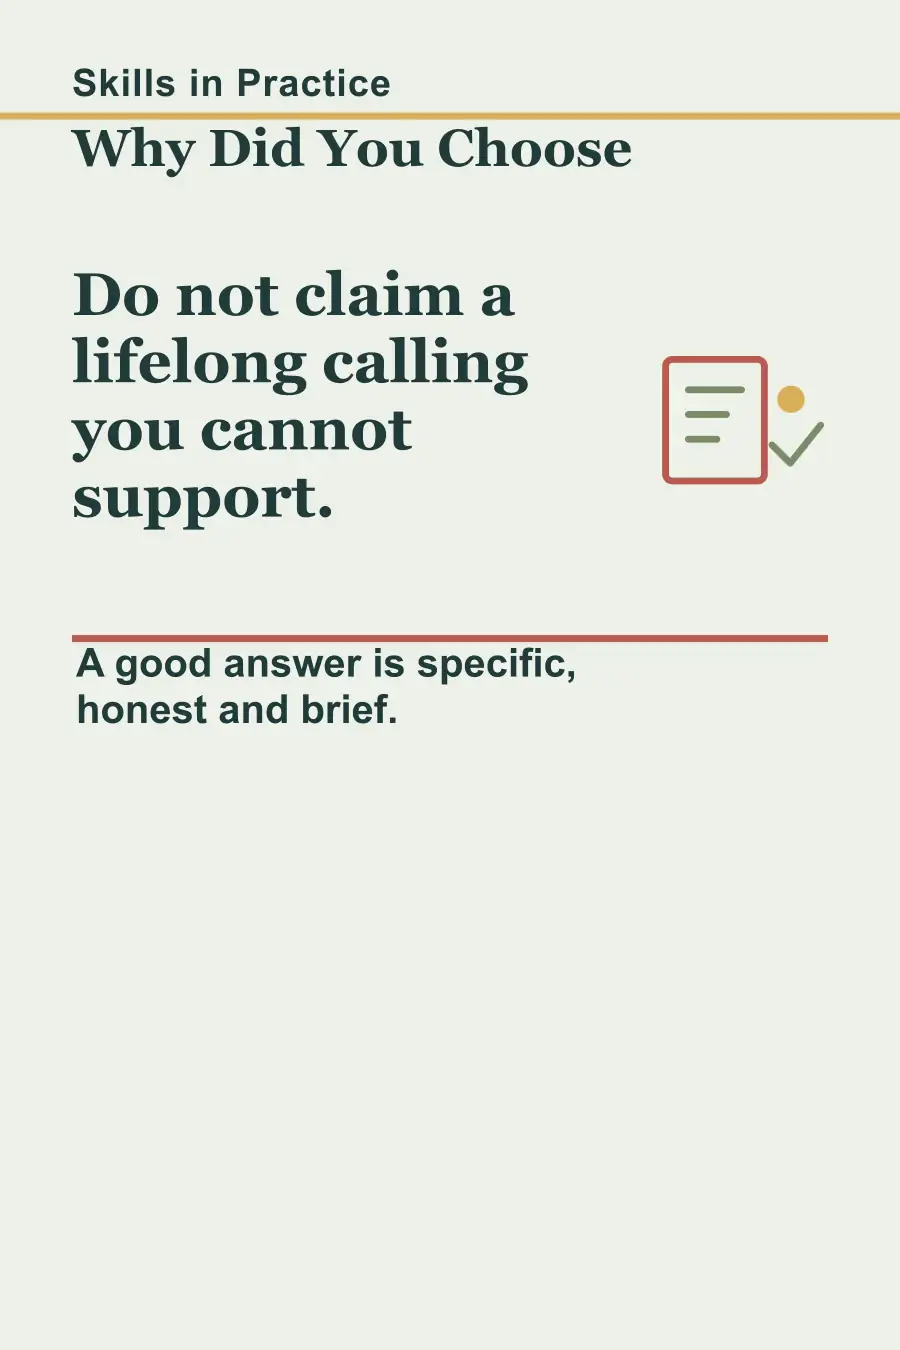 Skills in Practice
Why Did You Choose
Do not claim a
lifelong calling
you cannot
support.
A good answer is specific,
honest and brief.